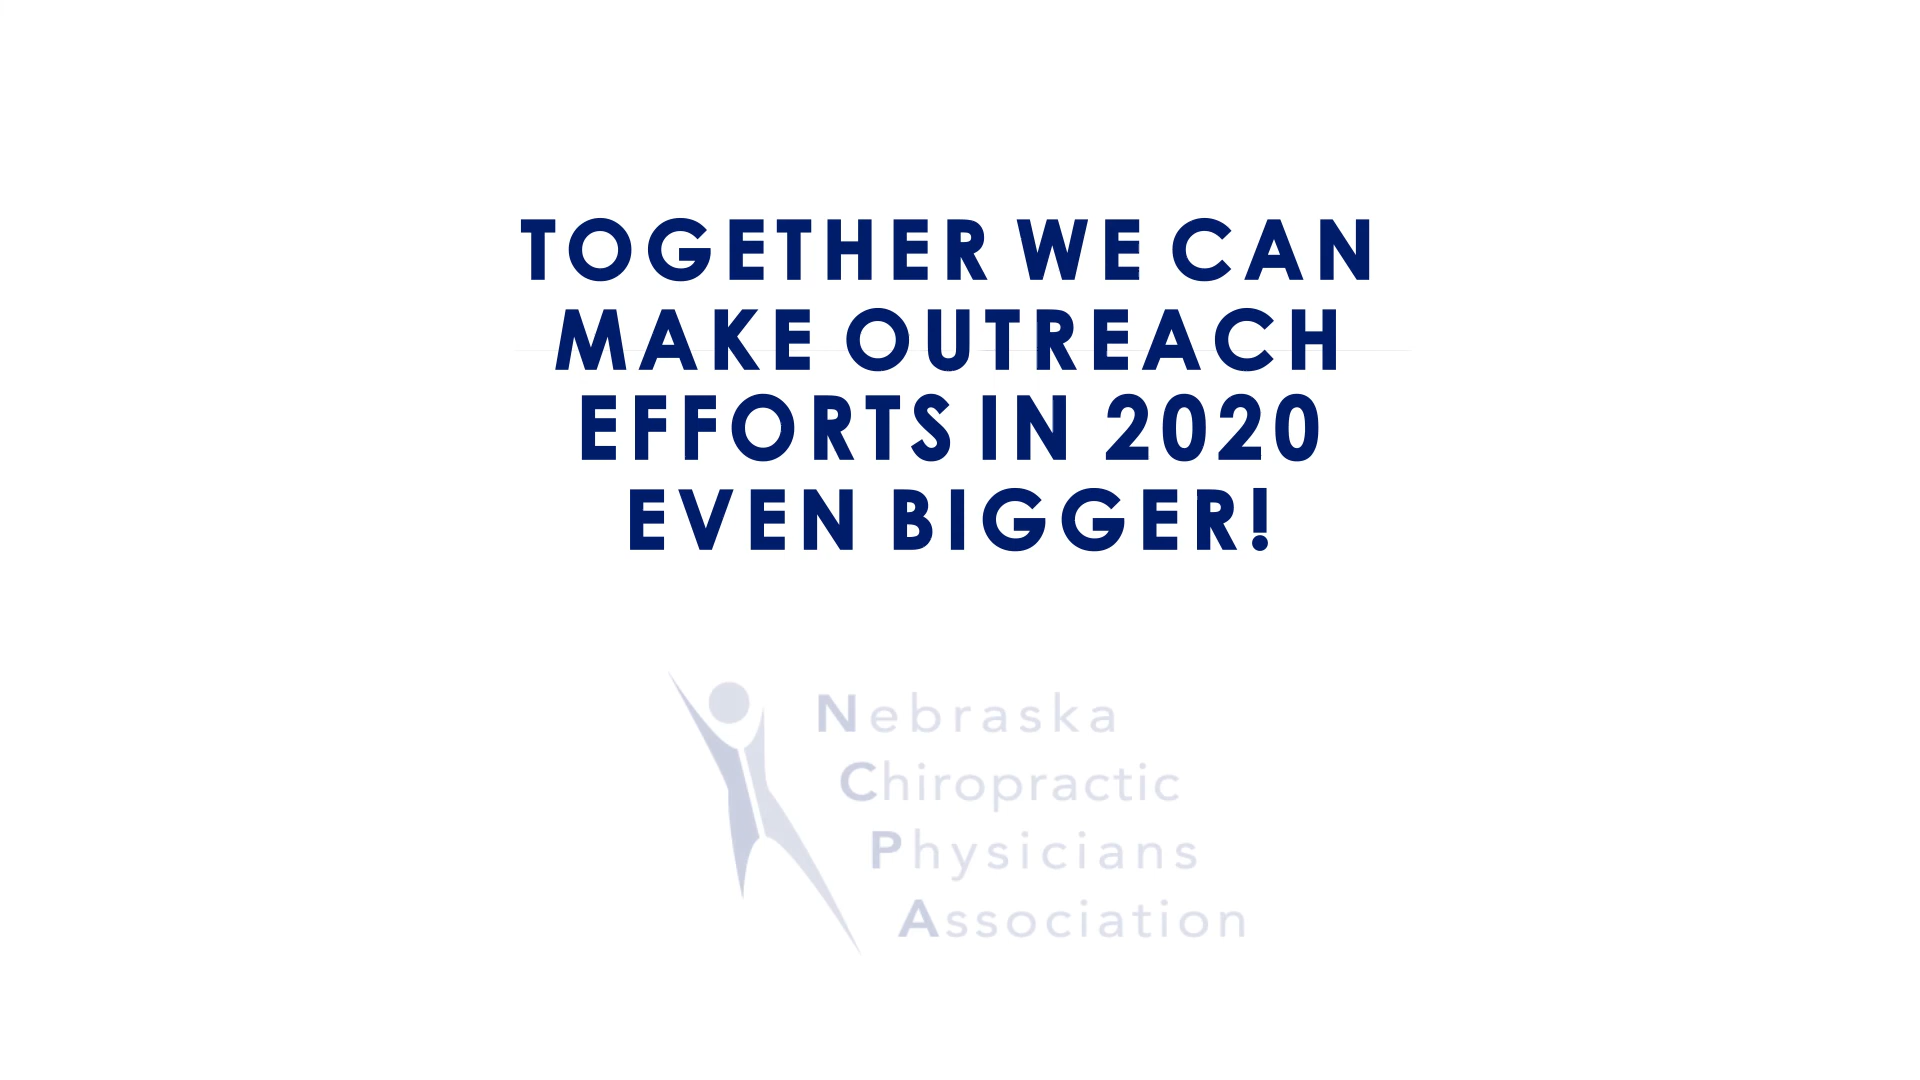 TOGETHER WE CAN
MAKE OUTREACH
EFFORTS IN 2020
EVEN BIGGER!
Nebraska
Chiropractic
Physicians
Association